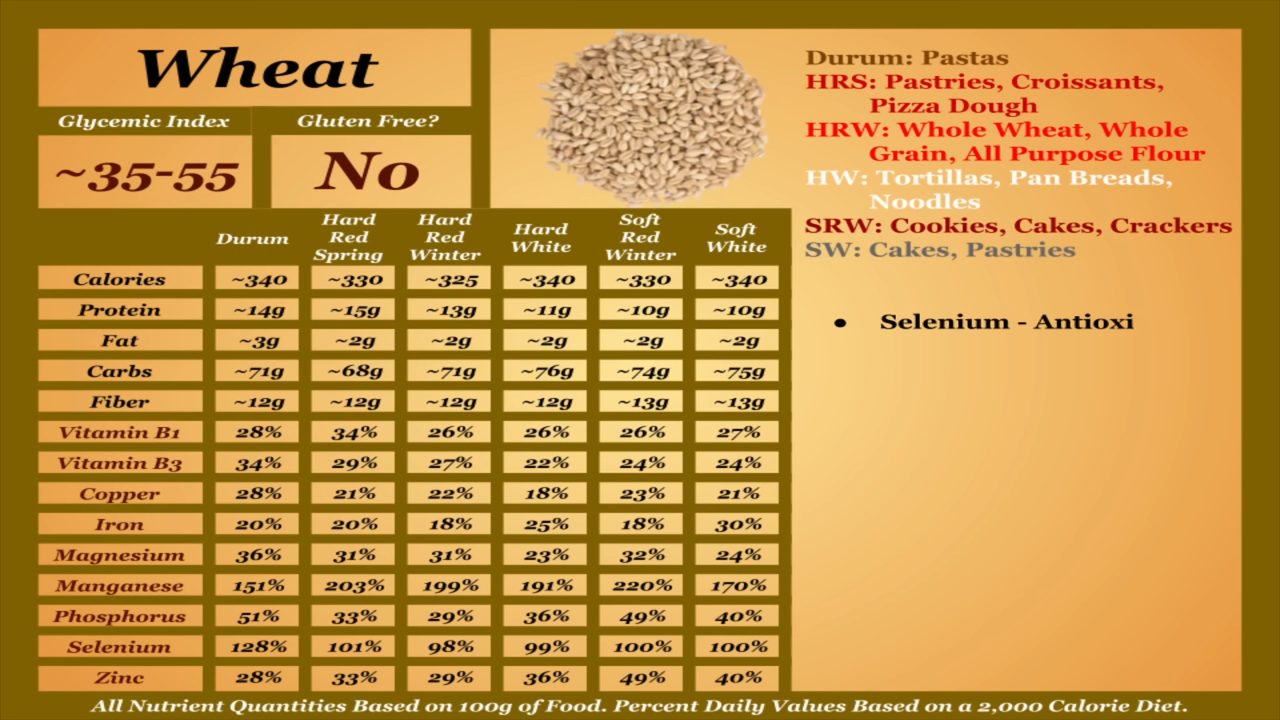 Wheat
Glycemic Index
Gluten Free?
~35-55
No
Durum: Pastas
HRS: Pastries, Croissants,
Pizza Dough
HRW: Whole Wheat, Whole
Grain, All Purpose Flour
HW: Tortillas, Pan Breads,
Noodles
SRW: Cookies, Cakes, Crackers
SW: Cakes, Pastries
● Selenium - Antioxi
Durum
Hard
Red
Spring
Hard
Red
Winter
Hard
White
Soft
Red
Winter
Soft
White
Calories ~340 ~330 ~325 ~340 ~330 ~340
Protein ~14g ~15g ~13g ~11g ~10g ~10g
Fat ~3g ~2g ~2g ~2g ~2g ~2g
Carbs ~71g ~68g ~71g ~76g ~74g ~75g
Fiber ~12g ~12g ~12g ~12g ~13g ~13g
Vitamin B1 28% 34% 26% 26% 26% 27%
Vitamin B3 34% 29% 27% 22% 24% 24%
Copper 28% 21% 22% 18% 23% 21%
Iron 20% 20% 18% 25% 18% 30%
Magnesium 36% 31% 31% 23% 32% 24%
Manganese 151% 203% 199% 191% 220% 170%
Phosphorus 51% 33% 29% 36% 49% 40%
Selenium 128% 101% 98% 99% 100% 100%
Zinc 28% 33% 29% 36% 49% 40%
All Nutrient Quantities Based on 100g of Food. Percent Daily Values Based on a 2,000 Calorie Diet.